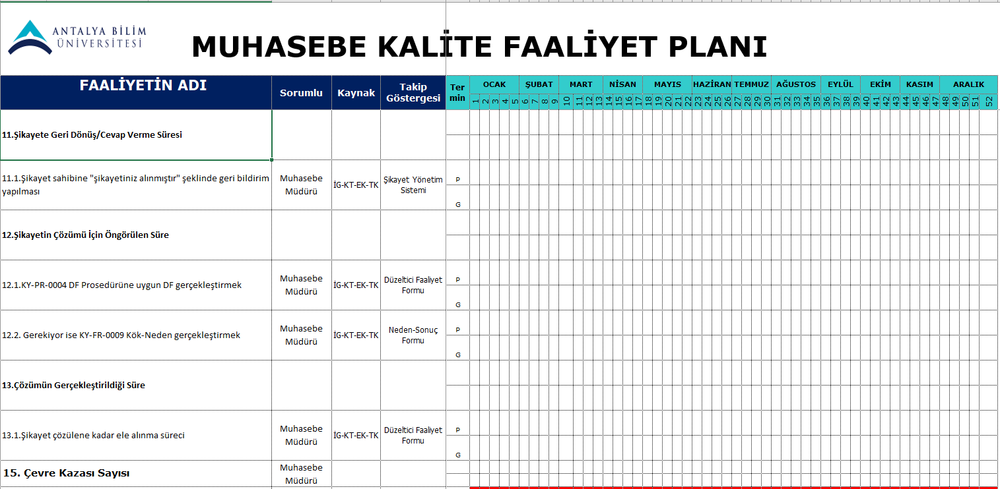 ANTALYA BİLİM
ÜNİVERSİTESİ
MUHASEBE KALİTE FAALİYET PLANI
FAALİYETİN ADI
Sorumlu
Kaynak
Takip
Göstergesi
Ter
min
OCAK ŞUBAT MART NİSAN MAYIS HAZİRAN TEMMUZ AĞUSTOS EYLÜL EKİM KASIM ARALIK
1 2 3 4 5 6 7 8 9 10 11 12 13 14 15 16 17 18 19 20 21 22 23 24 25 26 27 28 29 30 31 32 33 34 35 36 37 38 39 40 41 42 43 44 45 46 47 48 49 50 51 52
11.Şikayete Geri Dönüş/Cevap Verme Süresi
11.1.Şikayet sahibine "şikayetiniz alınmıştır" şeklinde geri bildirim
yapılması
Muhasebe
Müdürü
İG-KT-EK-TK
Şikayet Yönetim
Sistemi
P
G
12.Şikayetin Çözümü İçin Öngörülen Süre
12.1.KY-PR-0004 DF Prosedürüne uygun DF gerçekleştirmek
Muhasebe
Müdürü
İG-KT-EK-TK
Düzeltici Faaliyet
Formu
P
G
12.2. Gerekiyor ise KY-FR-0009 Kök-Neden gerçekleştirmek
Muhasebe
Müdürü
İG-KT-EK-TK
Neden-Sonuç
Formu
P
G
13.Çözümün Gerçekleştirildiği Süre
13.1.Şikayet çözülene kadar ele alınma süreci
Muhasebe
Müdürü
İG-KT-EK-TK
Düzeltici Faaliyet
Formu
P
G
15. Çevre Kazası Sayısı
Muhasebe
Müdürü